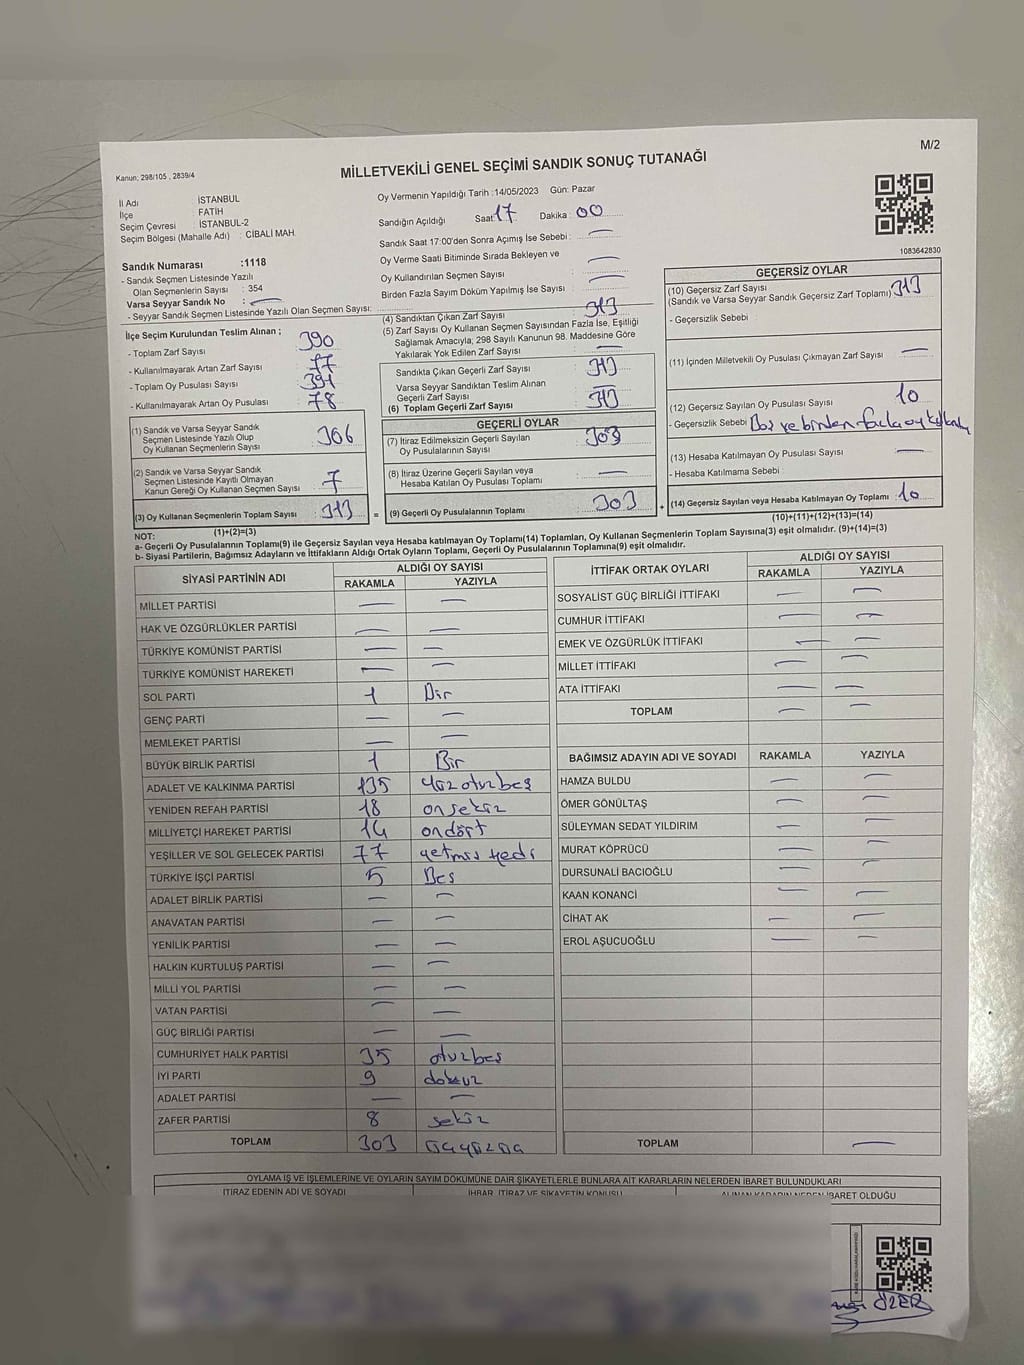 M/2
Kanun: 298/105 , 2839/4
MİLLETVEKİLİ GENEL SEÇİMİ SANDIK SONUÇ TUTANAĞI
İl Adı İSTANBUL
İlçe : FATİH
Seçim Çevresi : İSTANBUL-2
Seçim Bölgesi (Mahalle Adı) : CİBALİ MAH.
Oy Vermenin Yapıldığı Tarih :14/05/2023 Gün: Pazar
Sandığın Açıldığı Saat: 17 Dakika : 00
Sandık Saat 17:00'den Sonra Açımış İse Sebebi : —
Oy Verme Saati Bitiminde Sırada Bekleyen ve
Oy Kullandırılan Seçmen Sayısı : —
Birden Fazla Sayım Döküm Yapılmış İse Sayısı : —
1083642830
Sandık Numarası :1118
- Sandık Seçmen Listesinde Yazılı
Olan Seçmenlerin Sayısı : 354
Varsa Seyyar Sandık No : —
- Seyyar Sandık Seçmen Listesinde Yazılı Olan Seçmen Sayısı:
İlçe Seçim Kurulundan Teslim Alınan ;
- Toplam Zarf Sayısı : 390
- Kullanılmayarak Artan Zarf Sayısı : 77
- Toplam Oy Pusulası Sayısı : 391
- Kullanılmayarak Artan Oy Pusulası : 78
(1) Sandık ve Varsa Seyyar Sandık
Seçmen Listesinde Yazılı Olup
Oy Kullanan Seçmenlerin Sayısı : 306
(2) Sandık ve Varsa Seyyar Sandık
Seçmen Listesinde Kayıtlı Olmayan
Kanun Gereği Oy Kullanan Seçmen Sayısı : 7
(3) Oy Kullanan Seçmenlerin Toplam Sayısı : 313
(1)+(2)=(3)
(4) Sandıktan Çıkan Zarf Sayısı : 313
(5) Zarf Sayısı Oy Kullanan Seçmen Sayısından Fazla İse, Eşitliği
Sağlamak Amacıyla; 298 Sayılı Kanunun 98. Maddesine Göre
Yakılarak Yok Edilen Zarf Sayısı : —
Sandıkta Çıkan Geçerli Zarf Sayısı : 313
Varsa Seyyar Sandıktan Teslim Alınan
Geçerli Zarf Sayısı : —
(6) Toplam Geçerli Zarf Sayısı : 313
GEÇERLİ OYLAR
(7) İtiraz Edilmeksizin Geçerli Sayılan
Oy Pusulasının Sayısı : 303
(8) İtiraz Üzerine Geçerli Sayılan veya
Hesaba Katılan Oy Pusulası Toplamı : —
= (9) Geçerli Oy Pusulalarının Toplamı : 303
GEÇERSİZ OYLAR
(10) Geçersiz Zarf Sayısı : 313
(Sandık ve Varsa Seyyar Sandık Geçersiz Zarf Toplamı)
- Geçersizlik Sebebi :
(11) İçinden Milletvekili Oy Pusulası Çıkmayan Zarf Sayısı : —
(12) Geçersiz Sayılan Oy Pusulası Sayısı : 10
- Geçersizlik Sebebi : Boş ve birden fazla oy
(13) Hesaba Katılmayan Oy Pusulası Sayısı : —
- Hesaba Katılmama Sebebi :
+ (14) Geçersiz Sayılan veya Hesaba Katılmayan Oy Toplamı : 10
(10)+(11)+(12)+(13)=(14)
NOT:
a- Geçerli Oy Pusulalarının Toplamı(9) ile Geçersiz Sayılan veya Hesaba katılmayan Oy Toplamı(14) Toplamları, Oy Kullanan Seçmenlerin Toplam Sayısına(3) eşit olmalıdır. (9)+(14)=(3)
b- Siyasi Partilerin, Bağımsız Adayların ve İttifakların Aldığı Ortak Oyların Toplamı, Geçerli Oy Pusulalarının Toplamına(9) eşit olmalıdır.
SİYASİ PARTİNİN ADI ALDIĞI OY SAYISI
RAKAMLA YAZIYLA
MİLLET PARTİSİ — —
HAK VE ÖZGÜRLÜKLER PARTİSİ — —
TÜRKİYE KOMÜNİST PARTİSİ — —
TÜRKİYE KOMÜNİST HAREKETİ — —
SOL PARTİ 1 Bir
GENÇ PARTİ — —
MEMLEKET PARTİSİ — —
BÜYÜK BİRLİK PARTİSİ 1 Bir
ADALET VE KALKINMA PARTİSİ 135 yüz otuz beş
YENİDEN REFAH PARTİSİ 18 on sekiz
MİLLİYETÇİ HAREKET PARTİSİ 14 on dört
YEŞİLLER VE SOL GELECEK PARTİSİ 77 yetmiş yedi
TÜRKİYE İŞÇİ PARTİSİ 5 Beş
ADALET BİRLİK PARTİSİ — —
ANAVATAN PARTİSİ — —
YENİLİK PARTİSİ — —
HALKIN KURTULUŞ PARTİSİ — —
MİLLİ YOL PARTİSİ — —
VATAN PARTİSİ — —
GÜÇ BİRLİĞİ PARTİSİ — —
CUMHURİYET HALK PARTİSİ 35 otuz beş
İYİ PARTİ 9 dokuz
ADALET PARTİSİ — —
ZAFER PARTİSİ 8 sekiz
TOPLAM 303 üçyüzüç
İTTİFAK ORTAK OYLARI ALDIĞI OY SAYISI
RAKAMLA YAZIYLA
SOSYALİST GÜÇ BİRLİĞİ İTTİFAKI — —
CUMHUR İTTİFAKI — —
EMEK VE ÖZGÜRLÜK İTTİFAKI — —
MİLLET İTTİFAKI — —
ATA İTTİFAKI — —
TOPLAM — —
BAĞIMSIZ ADAYIN ADI VE SOYADI RAKAMLA YAZIYLA
HAMZA BULDU — —
ÖMER GÖNÜLTAŞ — —
SÜLEYMAN SEDAT YILDIRIM — —
MURAT KÖPRÜCÜ — —
DURSUNALİ BACIOĞLU — —
KAAN KONANCİ — —
CİHAT AK — —
EROL AŞUCUOĞLU — —
TOPLAM —
OYLAMA İŞ VE İŞLEMLERİNE VE OYLARIN SAYIM DÖKÜMÜNE DAİR ŞİKAYETLERLE BUNLARA AİT KARARLARIN NELERDEN İBARET BULUNDUKLARI
İTİRAZ EDENİN ADI VE SOYADI İHBAR, İTİRAZ VE ŞİKAYETİN KONUSU ALINAN KARARIN NEDEN İBARET OLDUĞU
ÖZER